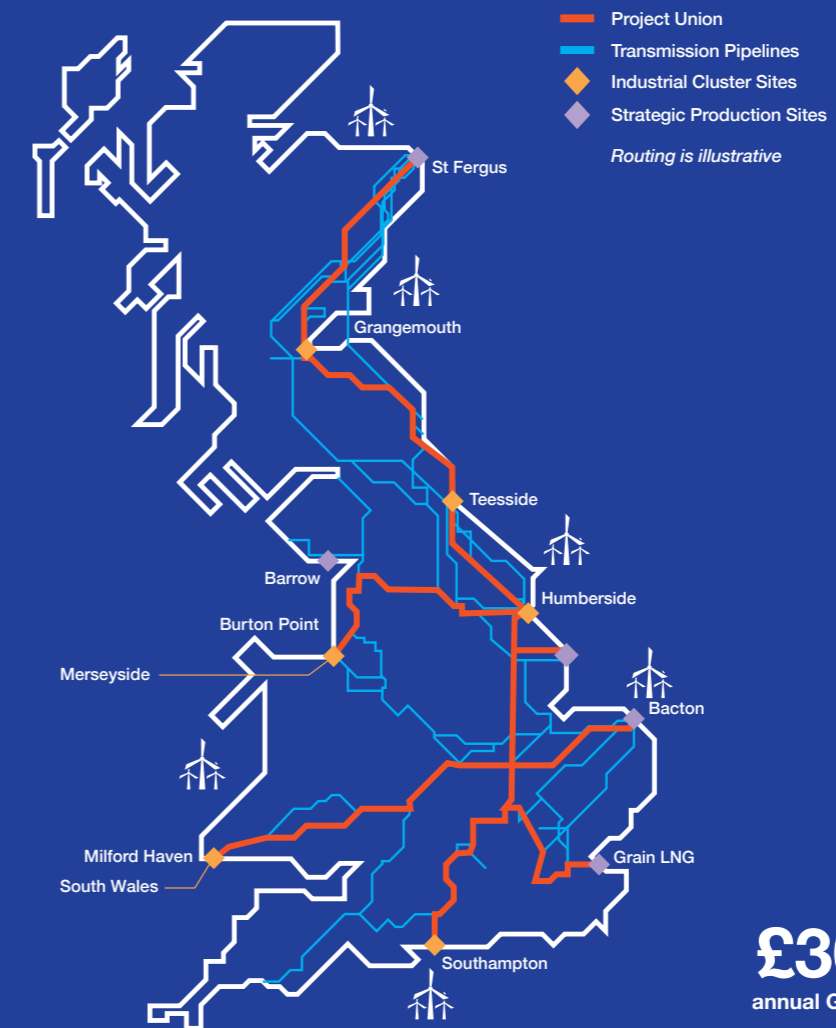 Project Union
Transmission Pipelines
Industrial Cluster Sites
Strategic Production Sites
Routing is illustrative
St Fergus
Grangemouth
Teesside
Barrow
Humberside
Burton Point
Merseyside
Bacton
Milford Haven
Grain LNG
South Wales
Southampton
annual